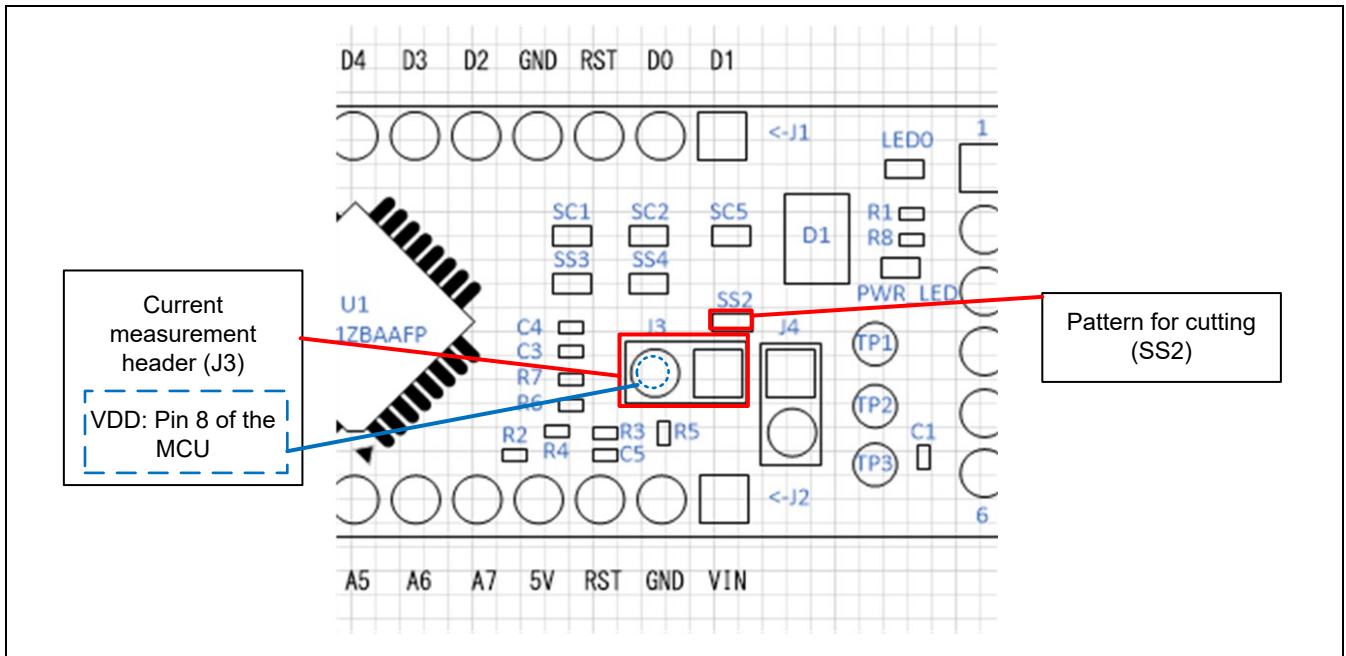 D4 D3 D2 GND RST D0 D1
<-J1
LED0
1
SC1 SC2 SC5
D1
R1
R8
SS3 SS4
PWR_LED
SS2
U1
1ZBAAFP
C4
J3
J4
C3
TP1
R7
R6
TP2
R2
R4
R3
R5
C5
C1
TP3
<-J2
6
A5 A6 A7 5V RST GND VIN
Current
measurement
header (J3)
VDD: Pin 8 of the
MCU
Pattern for cutting
(SS2)